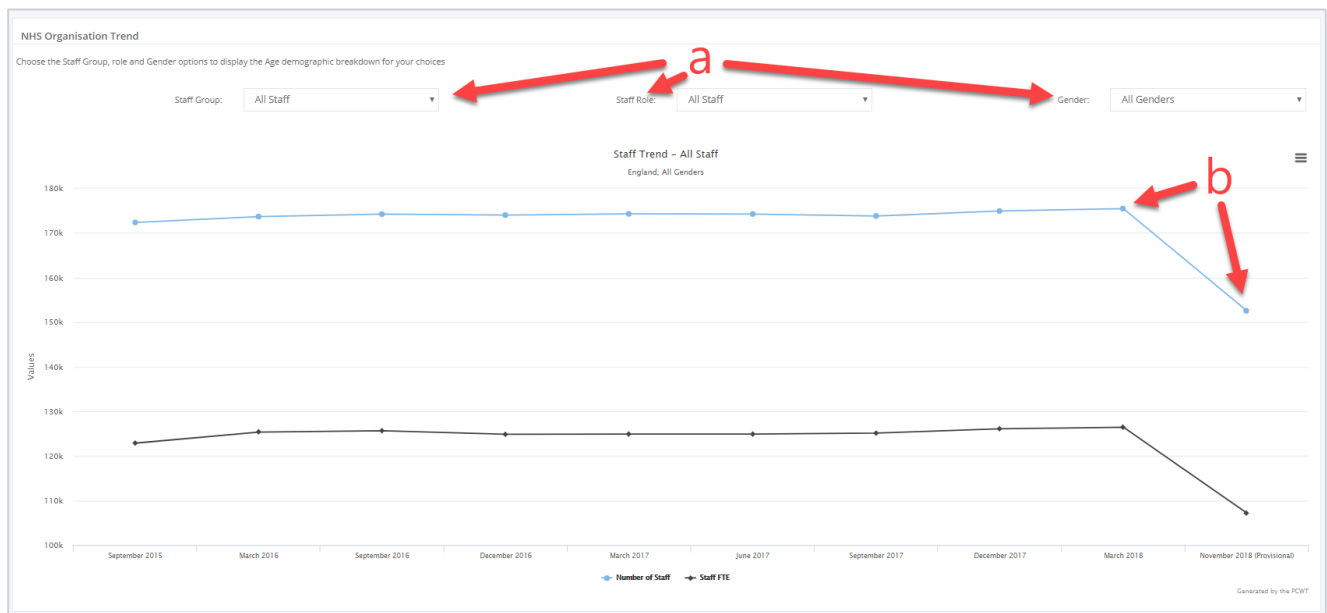 NHS Organisation Trend
Choose the Staff Group, role and Gender options to display the Age demographic breakdown for your choices
a
Staff Group: All Staff Staff Role: All Staff Gender: All Genders
Staff Trend – All Staff
England, All Genders
b
180k
170k
160k
150k
140k
Values
130k
120k
110k
100k
September 2015 March 2016 September 2016 December 2016 March 2017 June 2017 September 2017 December 2017 March 2018 November 2018 (Provisional)
Number of Staff Staff FTE
Generated by the PCWT